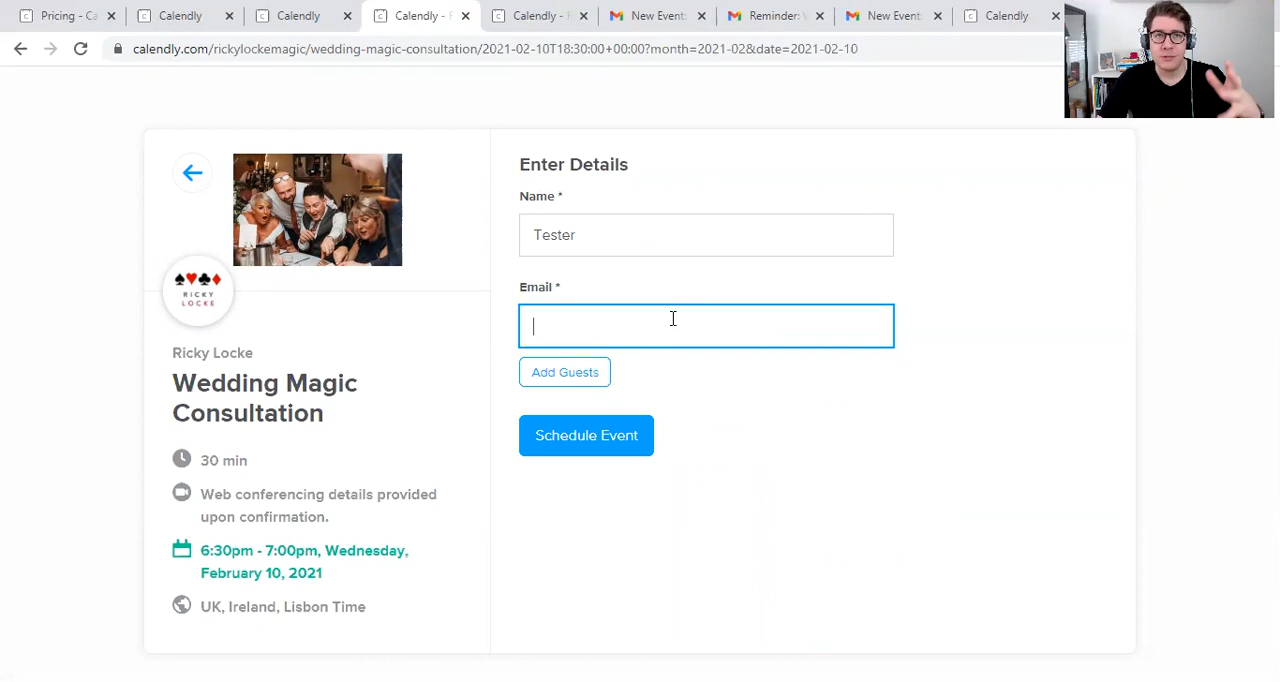 Pricing - Ca
Calendly
Calendly
Calendly - F
Calendly - F
New Event:
Reminder: 
New Event:
Calendly
calendly.com/rickylockemagic/wedding-magic-consultation/2021-02-10T18:30:00+00:00?month=2021-02&date=2021-02-10
RICKY
LOCKE
Ricky Locke
Wedding Magic
Consultation
30 min
Web conferencing details provided
upon confirmation.
6:30pm - 7:00pm, Wednesday,
February 10, 2021
UK, Ireland, Lisbon Time
Enter Details
Name *
Tester
Email *
Add Guests
Schedule Event